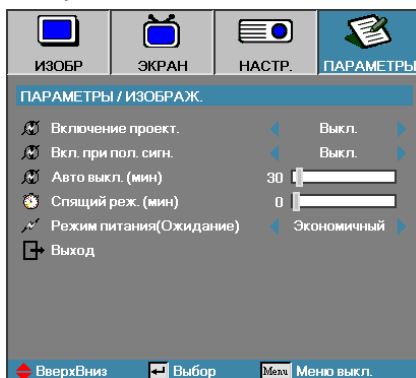 ИЗОБР ЭКРАН НАСТР. ПАРАМЕТРЫ
ПАРАМЕТРЫ / ИЗОБРАЖ.
Включение проект. Выкл.
Вкл. при пол. сигн. Выкл.
Авто выкл. (мин) 30
Спящий реж. (мин) 0
Режим питания(Ожидание) Экономичный
Выход
ВверхВниз Выбор Menu Меню выкл.